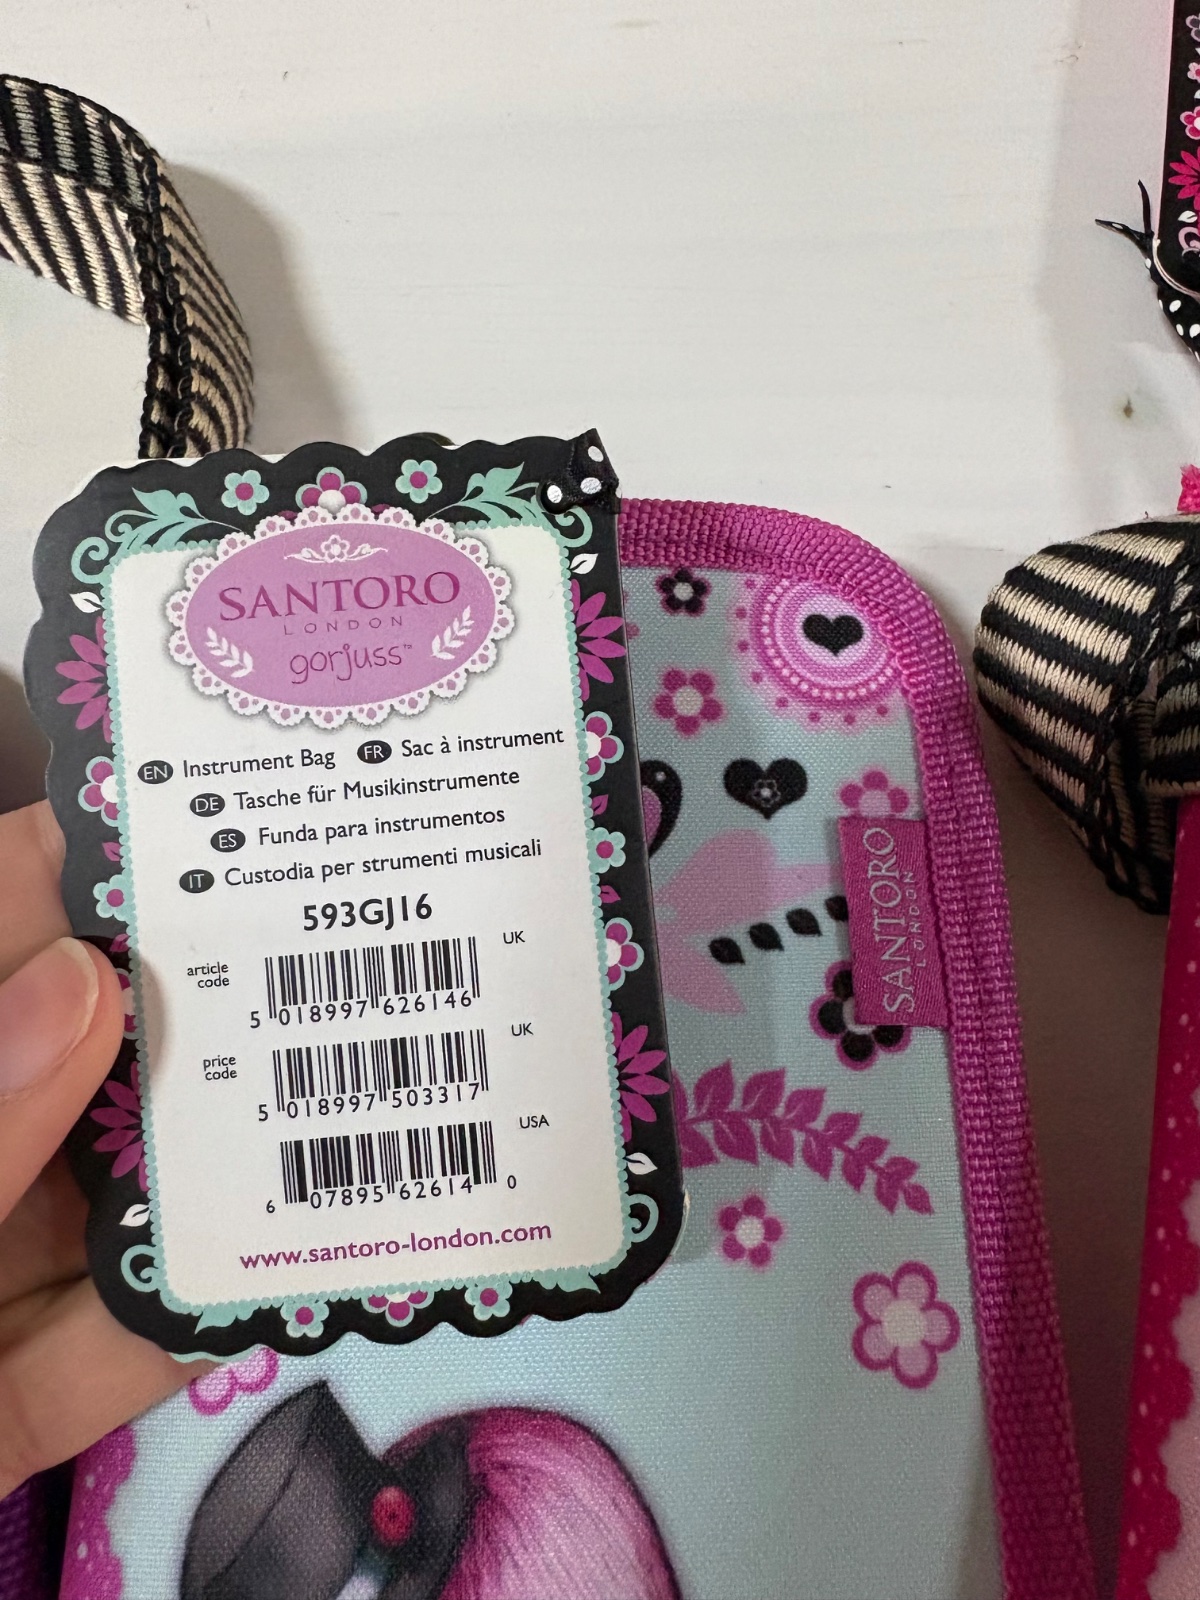 SANTORO
LONDON
gorjuss™
EN Instrument Bag FR Sac à instrument
DE Tasche für Musikinstrumente
ES Funda para instrumentos
IT Custodia per strumenti musicali
593GJ16
article code
UK
5 018997 626146
price code
UK
5 018997 503317
USA
6 07895 62614 0
www.santoro-london.com
SANTORO
LONDON